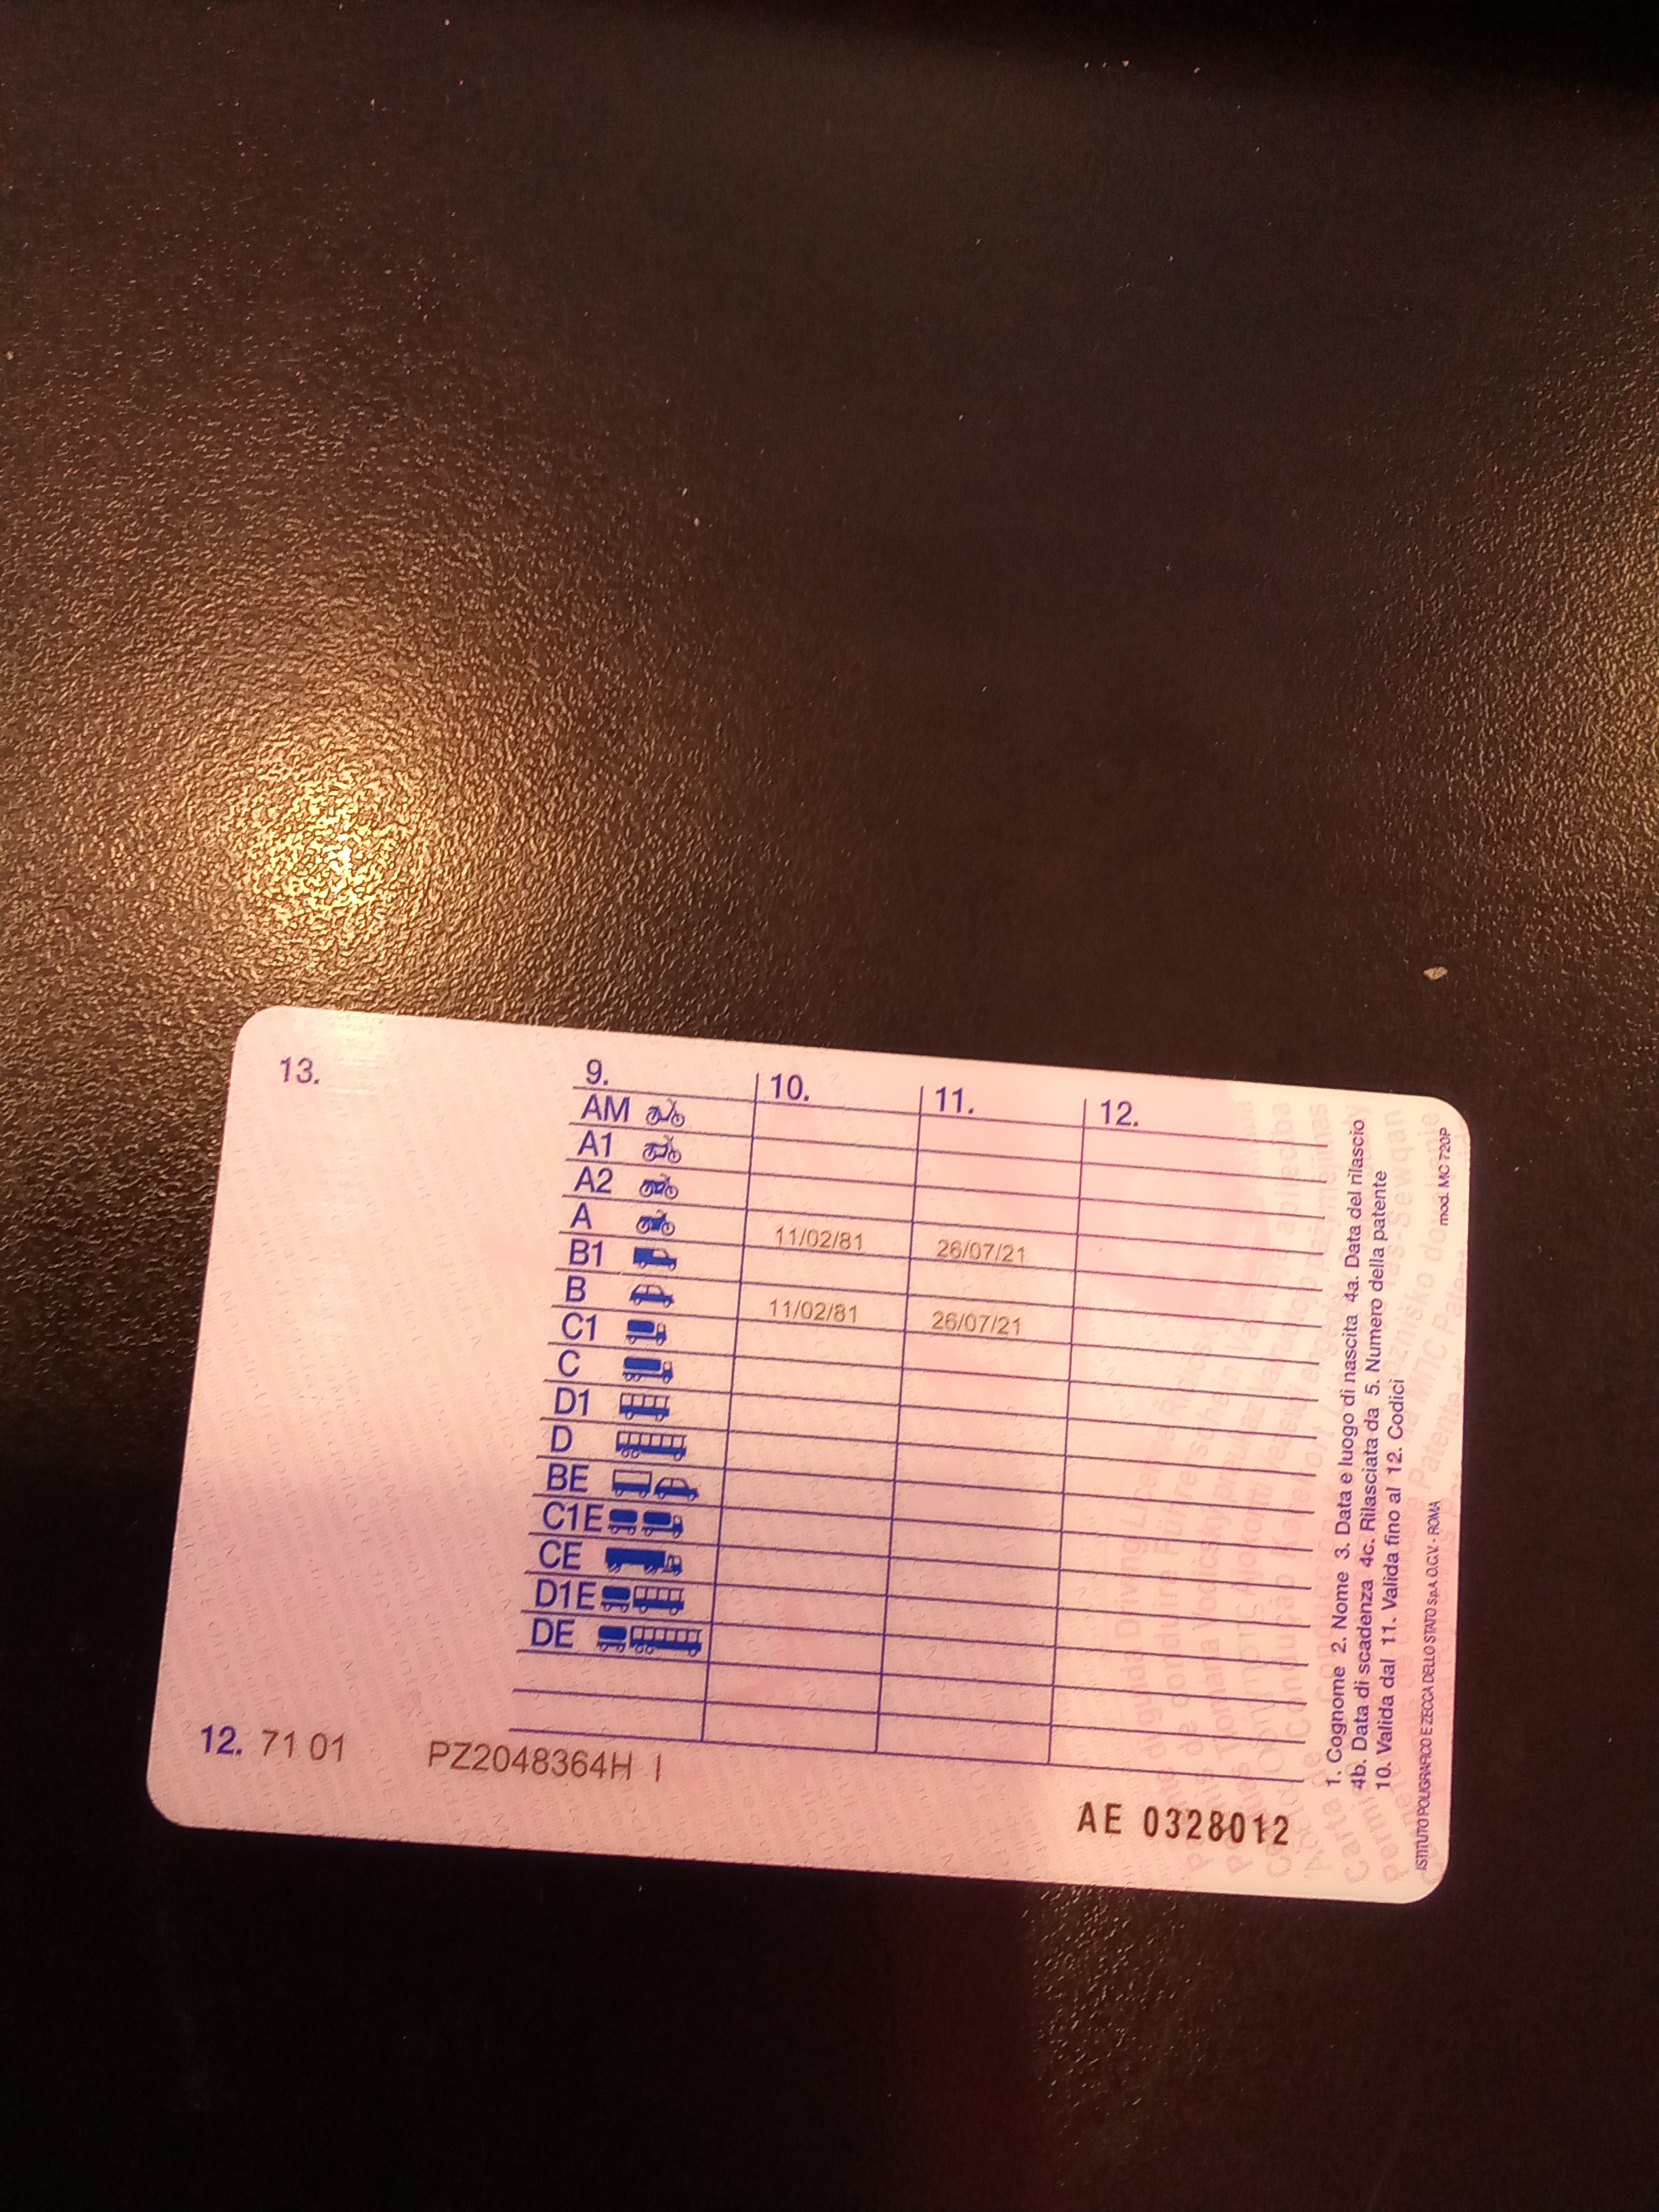 13.
9. 10. 11. 12.
AM
A1
A2
A 11/02/81 26/07/21
B1
B 11/02/81 26/07/21
C1
C
D1
D
BE
C1E
CE
D1E
DE
12. 71 01 PZ2048364H I
AE 0328012
1. Cognome 2. Nome 3. Data e luogo di nascita 4a. Data del rilascio
4b. Data di scadenza 4c. Rilasciata da 5. Numero della patente
10. Valida dal 11. Valida fino al 12. Codici
ISTITUTO POLIGRAFICO E ZECCA DELLO STATO S.p.A. O.C.V. - ROMA mod. MC 720P